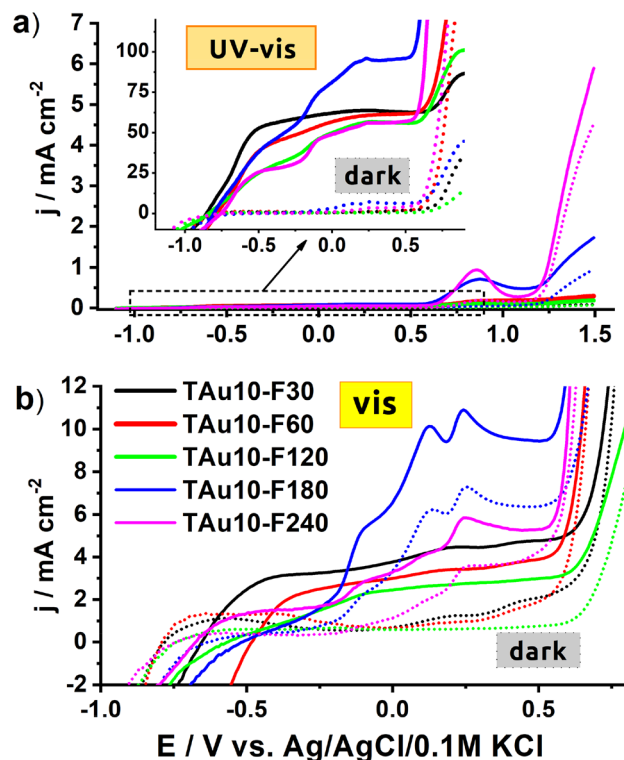 a)
j / mA cm-2
7
6
5
4
3
2
1
0
-1.0 -0.5 0.0 0.5 1.0 1.5
UV-vis
100
75
50
25
0
dark
-1.0 -0.5 0.0 0.5
b)
j / mA cm-2
12
10
8
6
4
2
0
-2
TAu10-F30
TAu10-F60
TAu10-F120
TAu10-F180
TAu10-F240
vis
dark
-1.0 -0.5 0.0 0.5
E / V vs. Ag/AgCl/0.1M KCl